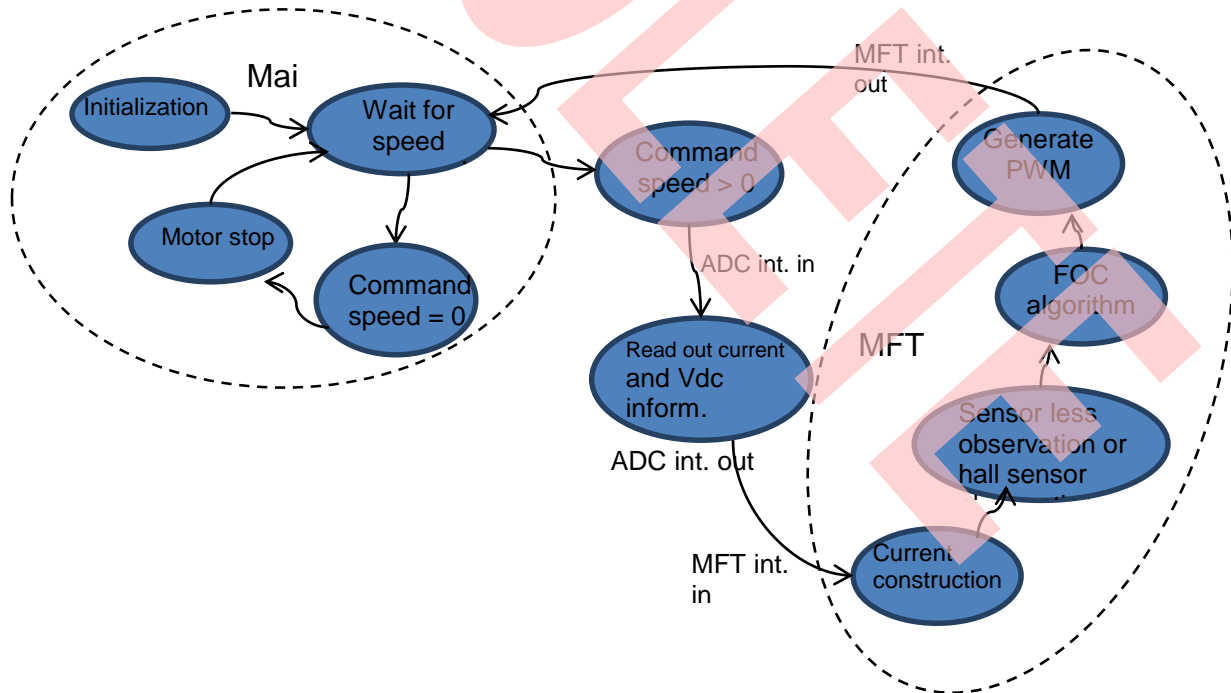 Mai
Initialization
Wait for
speed
Motor stop
Command
speed = 0
Command
speed > 0
ADC int. in
Read out current
and Vdc
inform.
ADC int. out
MFT int.
in
MFT
Current
construction
Sensor less
observation or
hall sensor
FOC
algorithm
Generate
PWM
MFT int.
out